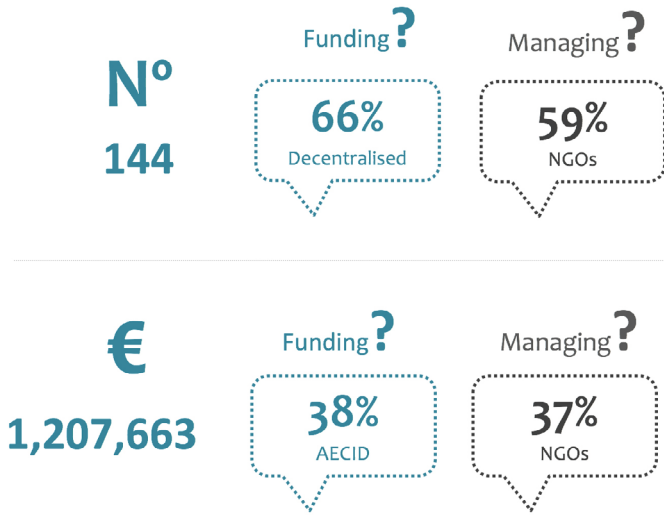 Funding?
Managing?
Nº
144
66%
Decentralised
59%
NGOs
€
1,207,663
Funding?
Managing?
38%
AECID
37%
NGOs